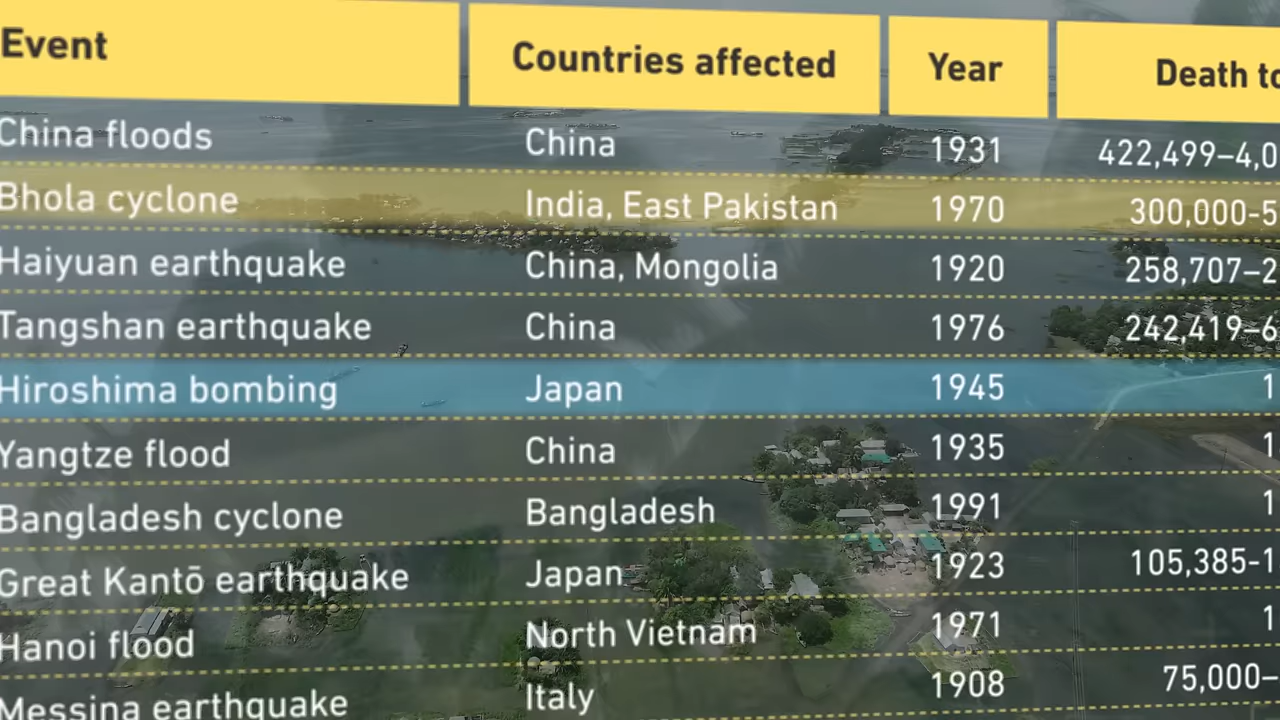 Event Countries affected Year Death to
China floods China 1931 422,499–4,0
Bhola cyclone India, East Pakistan 1970 300,000-5
Haiyuan earthquake China, Mongolia 1920 258,707–2
Tangshan earthquake China 1976 242,419–6
Hiroshima bombing Japan 1945 1
Yangtze flood China 1935 1
Bangladesh cyclone Bangladesh 1991 1
Great Kantō earthquake Japan 1923 105,385-1
Hanoi flood North Vietnam 1971 1
Messina earthquake Italy 1908 75,000–